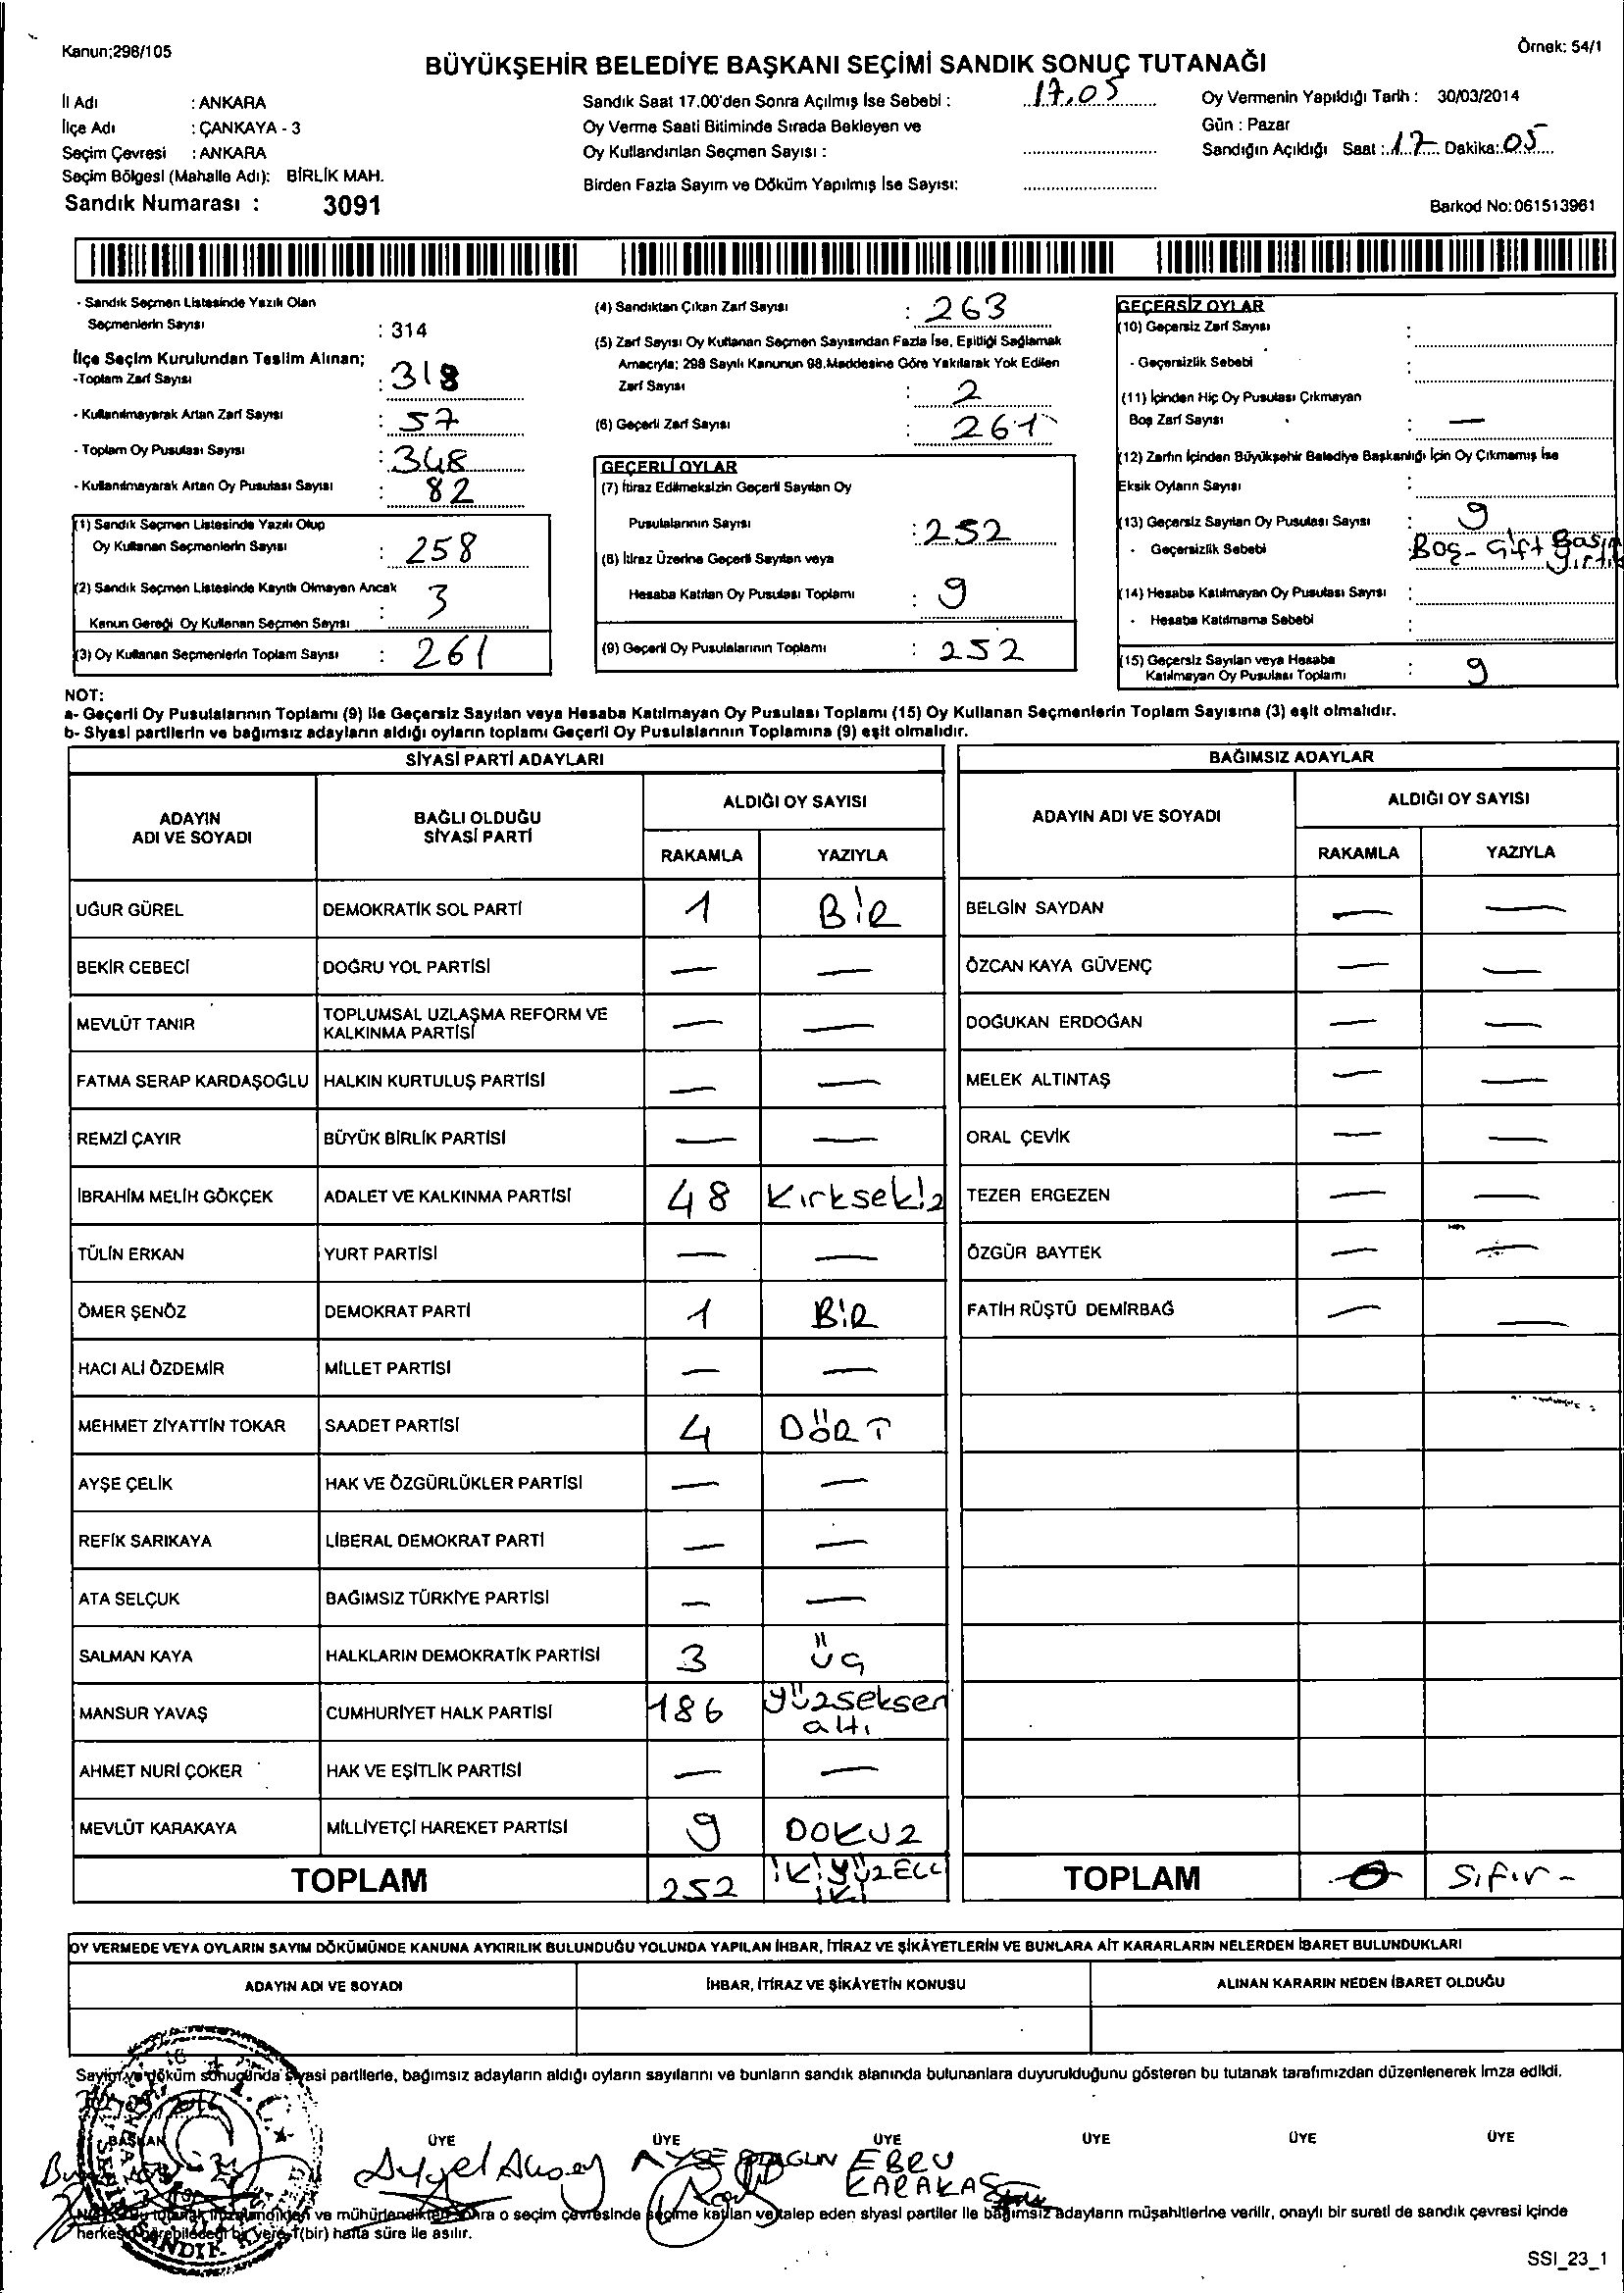 Kanun;298/105
Örnek: 54/1
BÜYÜKŞEHİR BELEDİYE BAŞKANI SEÇİMİ SANDIK SONUÇ TUTANAĞI
İl Adı : ANKARA
İlçe Adı : ÇANKAYA - 3
Seçim Çevresi : ANKARA
Seçim Bölgesi (Mahalle Adı): BİRLİK MAH.
Sandık Numarası : 3091
Sandık Saat 17.00'den Sonra Açılmış İse Sebebi : 17.05
Oy Verme Saati Bitiminde Sırada Bekleyen ve
Oy Kullandırılan Seçmen Sayısı :
Birden Fazla Sayım ve Döküm Yapılmış İse Sayısı:
Oy Vermenin Yapıldığı Tarih : 30/03/2014
Gün : Pazar
Sandığın Açıldığı Saat : 17 Dakika: 05
Barkod No:061513961
- Sandık Seçmen Listesinde Yazılı Olan
Seçmenlerin Sayısı : 314
İlçe Seçim Kurulundan Teslim Alınan;
-Toplam Zarf Sayısı : 318
- Kullanılmayarak Artan Zarf Sayısı : 57
- Toplam Oy Pusulası Sayısı : 348
- Kullanılmayarak Artan Oy Pusulası Sayısı : 82
(1) Sandık Seçmen Listesinde Yazılı Olup
Oy Kullanan Seçmenlerin Sayısı : 258
(2) Sandık Seçmen Listesinde Kayıtlı Olmayan Ancak
Kanun Gereği Oy Kullanan Seçmen Sayısı : 3
(3) Oy Kullanan Seçmenlerin Toplam Sayısı : 261
(4) Sandıktan Çıkan Zarf Sayısı : 263
(5) Zarf Sayısı Oy Kullanan Seçmen Sayısından Fazla İse, Eşitliği Sağlamak
Amacıyla; 298 Sayılı Kanunun 98.Maddesine Göre Yakılarak Yok Edilen
Zarf Sayısı : 2
(6) Geçerli Zarf Sayısı : 261
GEÇERLİ OYLAR
(7) İtiraz Edilmeksizin Geçerli Sayılan Oy
Pusulalarının Sayısı : 252
(8) İtiraz Üzerine Geçerli Sayılan veya
Hesaba Katılan Oy Pusulası Toplamı : 9
(9) Geçerli Oy Pusulalarının Toplamı : 252
GEÇERSİZ OYLAR
(10) Geçersiz Zarf Sayısı :
- Geçersizlik Sebebi :
(11) İçinden Hiç Oy Pusulası Çıkmayan
Boş Zarf Sayısı : —
(12) Zarfın İçinden Büyükşehir Belediye Başkanlığı İçin Oy Çıkmamış İse
Eksik Oyların Sayısı :
(13) Geçersiz Sayılan Oy Pusulası Sayısı : 9
- Geçersizlik Sebebi : Boş- Çift Basım
(14) Hesaba Katılmayan Oy Pusulası Sayısı :
- Hesaba Katılmama Sebebi :
(15) Geçersiz Sayılan veya Hesaba
Katılmayan Oy Pusulası Toplamı : 9
NOT:
a- Geçerli Oy Pusulalarının Toplamı (9) ile Geçersiz Sayılan veya Hesaba Katılmayan Oy Pusulası Toplamı (15) Oy Kullanan Seçmenlerin Toplam Sayısına (3) eşit olmalıdır.
b- Siyasi partilerin ve bağımsız adayların aldığı oyların toplamı Geçerli Oy Pusulalarının Toplamına (9) eşit olmalıdır.
SİYASİ PARTİ ADAYLARI
BAĞIMSIZ ADAYLAR
ADAYIN
ADI VE SOYADI
BAĞLI OLDUĞU
SİYASİ PARTİ
ALDIĞI OY SAYISI
RAKAMLA YAZIYLA
ADAYIN ADI VE SOYADI
ALDIĞI OY SAYISI
RAKAMLA YAZIYLA
UĞUR GÜREL DEMOKRATİK SOL PARTİ 1 BİR BELGİN SAYDAN — —
BEKİR CEBECİ DOĞRU YOL PARTİSİ — — ÖZCAN KAYA GÜVENÇ — —
MEVLÜT TANIR TOPLUMSAL UZLAŞMA REFORM VE
KALKINMA PARTİSİ — — DOĞUKAN ERDOĞAN — —
FATMA SERAP KARDAŞOĞLU HALKIN KURTULUŞ PARTİSİ — — MELEK ALTINTAŞ — —
REMZİ ÇAYIR BÜYÜK BİRLİK PARTİSİ — — ORAL ÇEVİK — —
İBRAHİM MELİH GÖKÇEK ADALET VE KALKINMA PARTİSİ 48 Kırksekiz TEZER ERGEZEN — —
TÜLİN ERKAN YURT PARTİSİ — — ÖZGÜR BAYTEK — —
ÖMER ŞENÖZ DEMOKRAT PARTİ 1 BİR FATİH RÜŞTÜ DEMİRBAĞ — —
HACI ALİ ÖZDEMİR MİLLET PARTİSİ — —
MEHMET ZİYATTİN TOKAR SAADET PARTİSİ 4 DÖRT
AYŞE ÇELİK HAK VE ÖZGÜRLÜKLER PARTİSİ — —
REFİK SARIKAYA LİBERAL DEMOKRAT PARTİ — —
ATA SELÇUK BAĞIMSIZ TÜRKİYE PARTİSİ — —
SALMAN KAYA HALKLARIN DEMOKRATİK PARTİSİ 3 üç
MANSUR YAVAŞ CUMHURİYET HALK PARTİSİ 186 yüzseksen
altı
AHMET NURİ ÇOKER HAK VE EŞİTLİK PARTİSİ — —
MEVLÜT KARAKAYA MİLLİYETÇİ HAREKET PARTİSİ 9 DOKUZ
TOPLAM 252 İKİYÜZELLİ
İKİ
TOPLAM 0 Sıfır -
OY VERMEDE VEYA OYLARIN SAYIM DÖKÜMÜNDE KANUNA AYKIRILIK BULUNDUĞU YOLUNDA YAPILAN İHBAR, İTİRAZ VE ŞİKÂYETLERİN VE BUNLARA AİT KARARLARIN NELERDEN İBARET BULUNDUKLARI
ADAYIN ADI VE SOYADI İHBAR, İTİRAZ VE ŞİKÂYETİN KONUSU ALINAN KARARIN NEDEN İBARET OLDUĞU
Sayım ve döküm sonucunda siyasi partilerle, bağımsız adayların aldığı oyların sayılarını ve bunların sandık alanında bulunanlara duyurulduğunu gösteren bu tutanak tarafımızdan düzenlenerek imza edildi.
BAŞKAN ÜYE ÜYE ÜYE ÜYE ÜYE ÜYE
Aysel Aksoy AYŞE EBRU
KARAKAŞ
ve mühürlendikten sonra o seçim çevresinde seçime katılan ve talep eden siyasi partiler ile bağımsız adayların müşahitlerine verilir, onaylı bir sureti de sandık çevresi içinde
herkesin görebileceği bir yere 1(bir) hafta süre ile asılır.
SSI_23_1